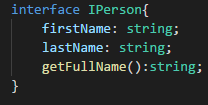 interface IPerson{
    firstName: string;
    lastName: string;
    getFullName():string;
}